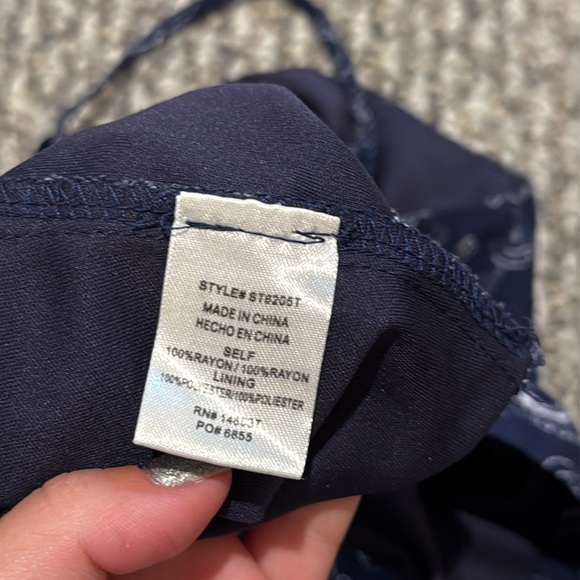 STYLE# ST6205T
MADE IN CHINA
HECHO EN CHINA
SELF
100%RAYON/100%RAYON
LINING
100%POLYESTER/100%POLIESTER
RN#
PO# 6855